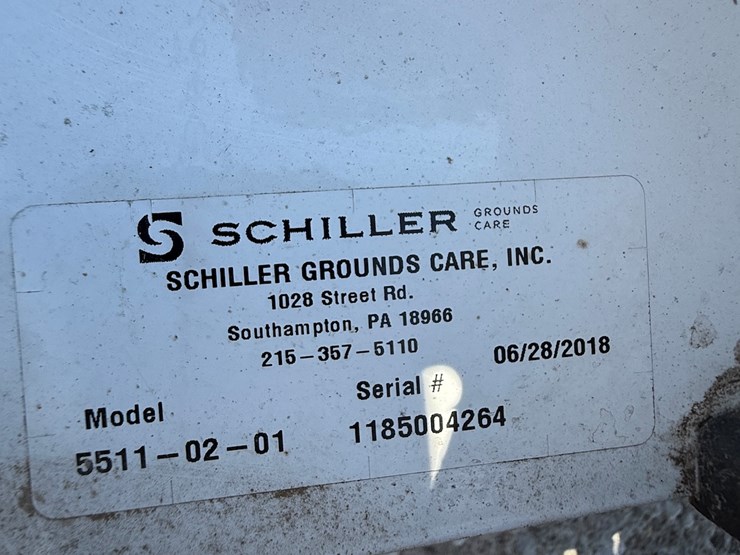 SCHILLER GROUNDS CARE
SCHILLER GROUNDS CARE, INC.
1028 Street Rd.
Southampton, PA 18966
215-357-5110
06/28/2018
Model
Serial #
5511-02-01
1185004264